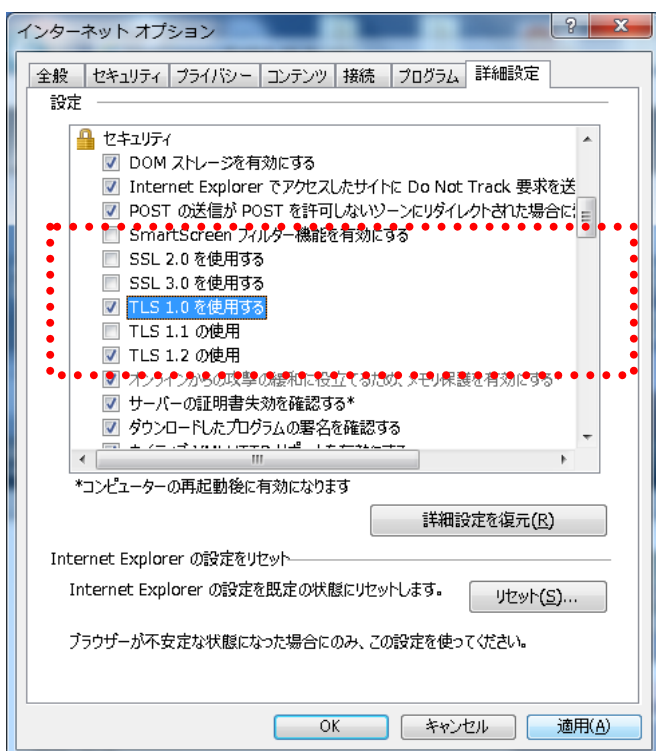 インターネット オプション
全般 セキュリティ プライバシー コンテンツ 接続 プログラム 詳細設定
設定
セキュリティ
DOM ストレージを有効にする
Internet Explorer でアクセスしたサイトに Do Not Track 要求を送
POST の送信が POST を許可しないゾーンにリダイレクトされた場合に
SmartScreen フィルター機能を有効にする
SSL 2.0 を使用する
SSL 3.0 を使用する
TLS 1.0 を使用する
TLS 1.1 の使用
TLS 1.2 の使用
オンラインからの攻撃の緩和に役立てるため、メモリ保護を有効にする
サーバーの証明書失効を確認する*
ダウンロードしたプログラムの署名を確認する
*コンピューターの再起動後に有効になります
詳細設定を復元(R)
Internet Explorer の設定をリセット
Internet Explorer の設定を既定の状態にリセットします。
リセット(S)...
ブラウザーが不安定な状態になった場合にのみ、この設定を使ってください。
OK キャンセル 適用(A)